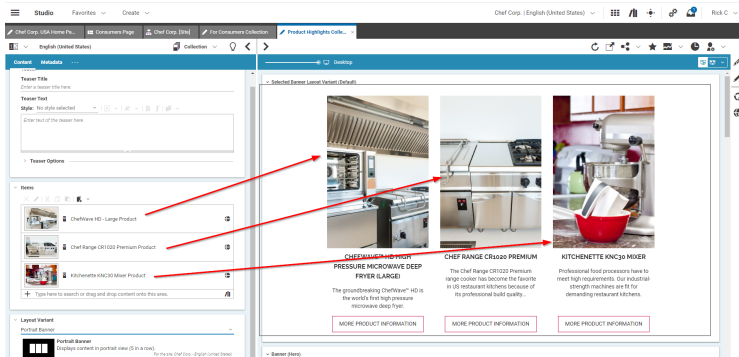 Studio Favorites Create Chef Corp. | English (United States) Rick C
Chef Corp. USA Home Pa... Consumers Page Chef Corp. [Site] For Consumers Collection Product Highlights Colle... ×
English (United States) Collection
Content Metadata ···
Desktop
Teaser Title
Enter a teaser title here.
Teaser Text
Style: No style selected
Enter text of the teaser here
Teaser Options
Items
ChefWave HD - Large Product
Chef Range CR1020 Premium Product
Kitchenette KNC30 Mixer Product
+ Type here to search or drag and drop content onto this area.
Layout Variant
Portrait Banner
Portrait Banner
Displays content in portrait view (5 in a row).
For the site: Chef Corp. - English (United States)
Selected Banner Layout Variant (Default)
CHEFWAVE™ HD HIGH
PRESSURE MICROWAVE DEEP
FRYER (LARGE)
The groundbreaking ChefWave™ HD is
the world's first high pressure
microwave deep fryer.
MORE PRODUCT INFORMATION
CHEF RANGE CR1020 PREMIUM
The Chef Range CR1020 Premium
range cooker has become the favorite
in US restaurant kitchens because of
its professional build quality...
MORE PRODUCT INFORMATION
KITCHENETTE KNC30 MIXER
Professional food processors have to
meet high requirements. Our industrial-
strength machines are fit for
demanding restaurant kitchens.
MORE PRODUCT INFORMATION
Banner (Hero)